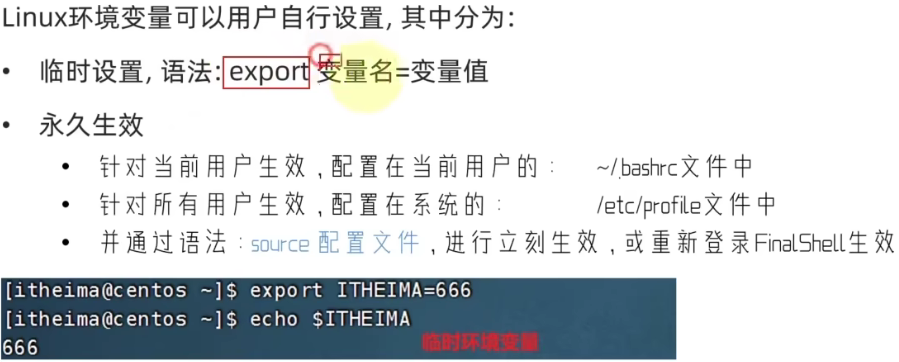 Linux环境变量可以用户自行设置, 其中分为:
• 临时设置, 语法: export 变量名=变量值
• 永久生效
• 针对当前用户生效,配置在当前用户的: ~/.bashrc文件中
• 针对所有用户生效,配置在系统的: /etc/profile文件中
• 并通过语法:source 配置文件,进行立刻生效,或重新登录FinalShell生效
[itheima@centos ~]$ export ITHEIMA=666
[itheima@centos ~]$ echo $ITHEIMA
666 临时环境变量